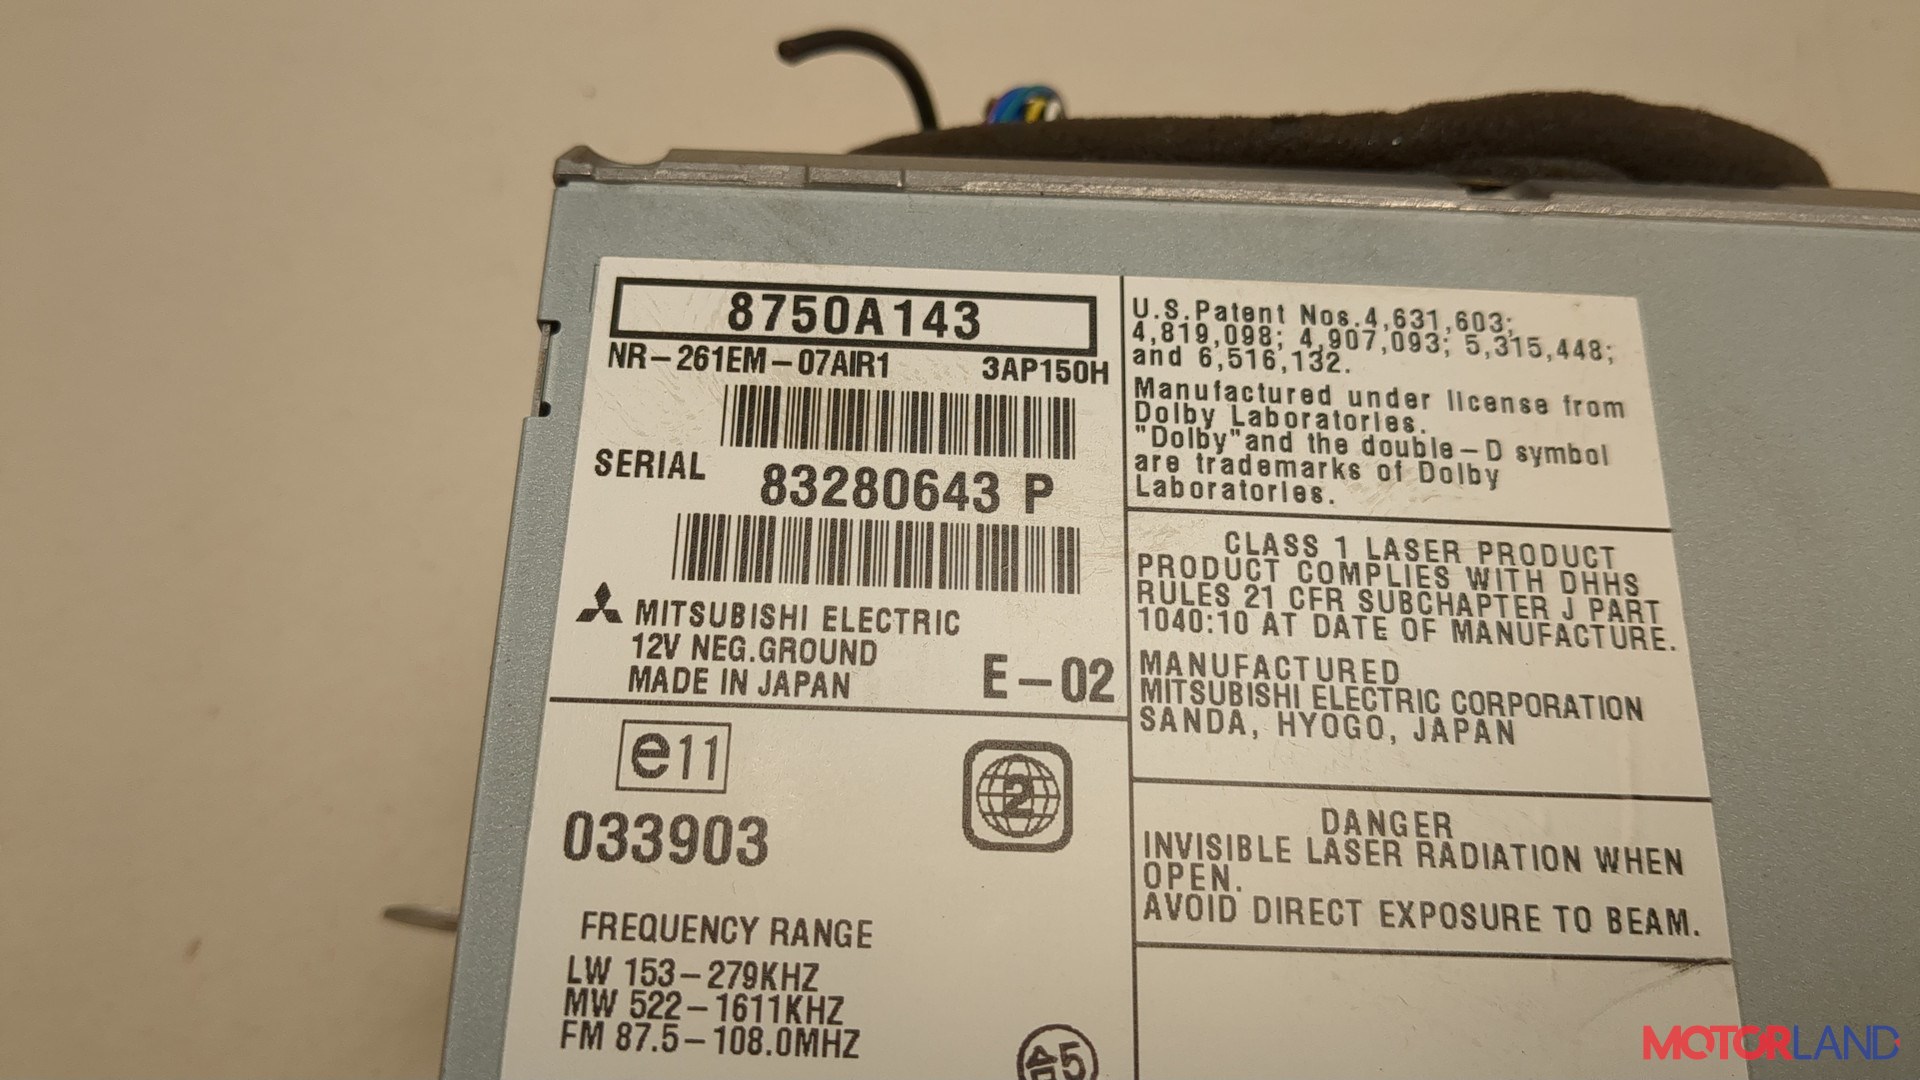 8750A143
NR-261EM-07AIR1 3AP150H
SERIAL 83280643 P
MITSUBISHI ELECTRIC
12V NEG.GROUND
MADE IN JAPAN E-02
e11
2
033903
FREQUENCY RANGE
LW 153-279KHZ
MW 522-1611KHZ
FM 87.5-108.0MHZ
5
U.S.Patent Nos.4,631,603;
4,819,098; 4,907,093; 5,315,448;
and 6,516,132.
Manufactured under license from
Dolby Laboratories.
"Dolby"and the double-D symbol
are trademarks of Dolby
Laboratories.
CLASS 1 LASER PRODUCT
PRODUCT COMPLIES WITH DHHS
RULES 21 CFR SUBCHAPTER J PART
1040:10 AT DATE OF MANUFACTURE.
MANUFACTURED
MITSUBISHI ELECTRIC CORPORATION
SANDA, HYOGO, JAPAN
DANGER
INVISIBLE LASER RADIATION WHEN
OPEN.
AVOID DIRECT EXPOSURE TO BEAM.
MOTORLAND